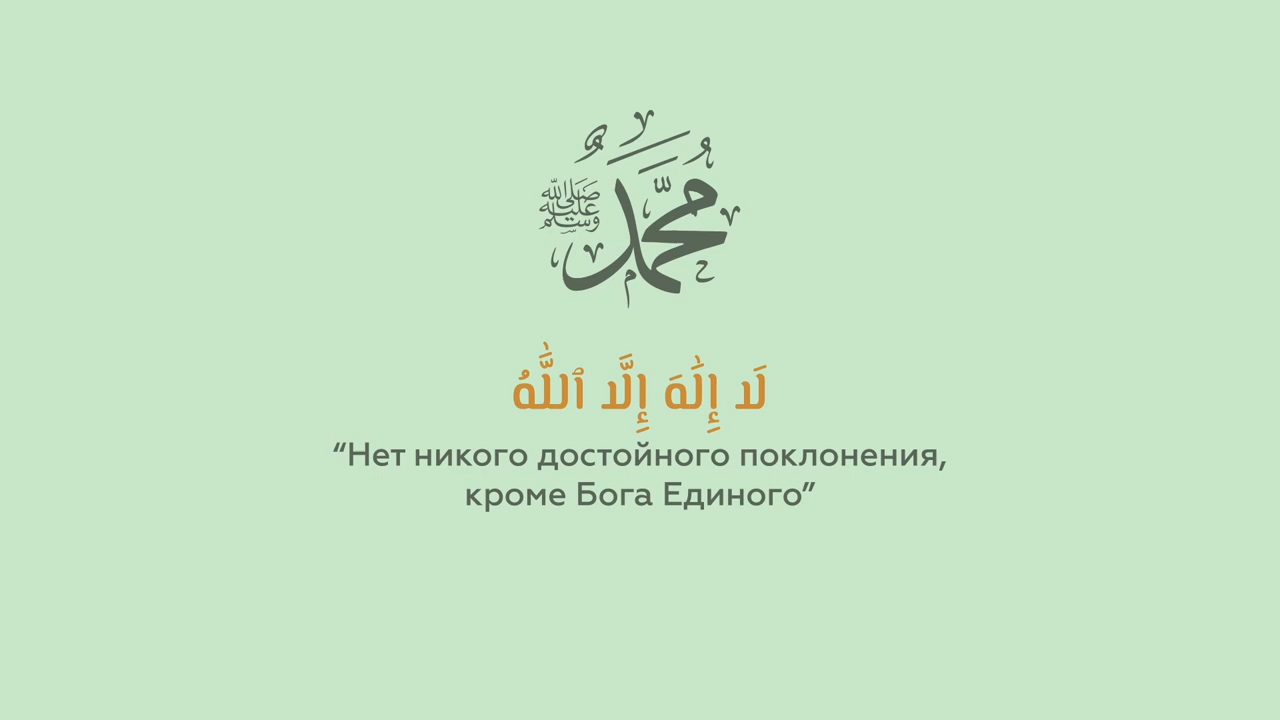 محمد
صلى الله
عليه
وسلم
لَا إِلَٰهَ إِلَّا ٱللَّٰهُ
“Нет никого достойного поклонения,
кроме Бога Единого”